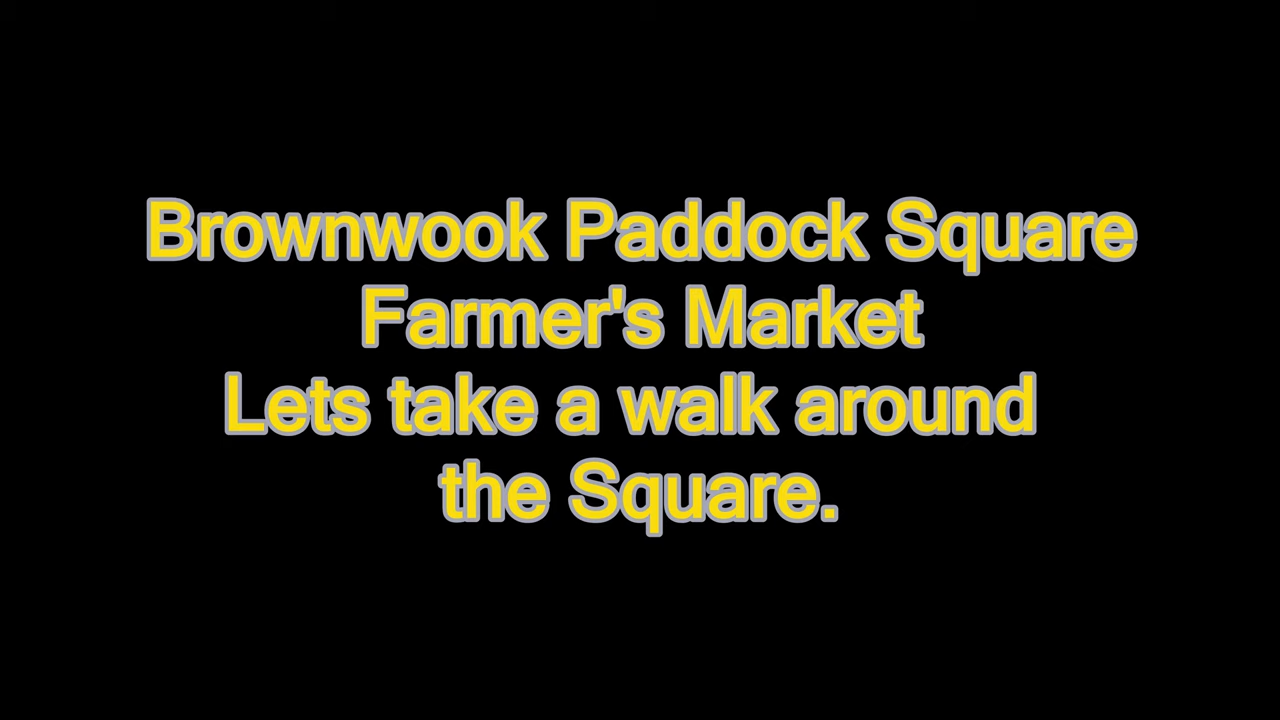 Brownwook Paddock Square
Farmer's Market
Lets take a walk around
the Square.